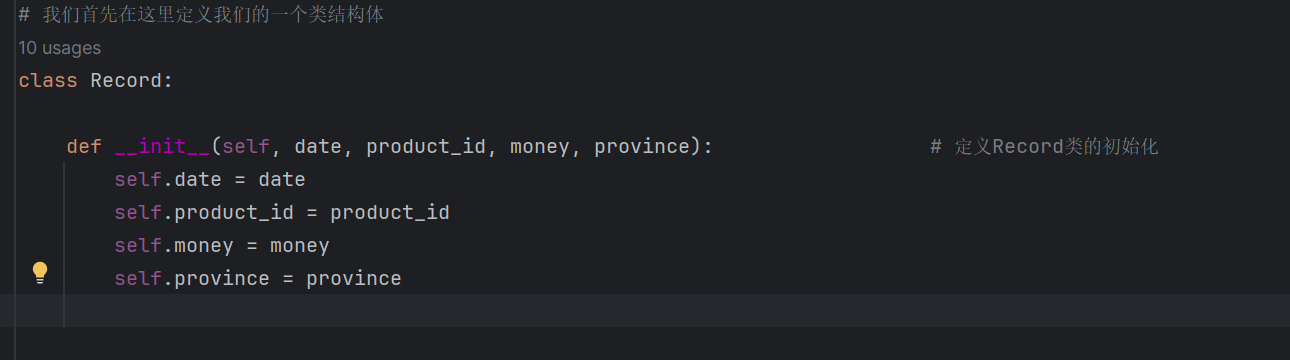 # 我们首先在这里定义我们的一个类结构体
10 usages
class Record:
def __init__(self, date, product_id, money, province): # 定义Record类的初始化
self.date = date
self.product_id = product_id
self.money = money
self.province = province